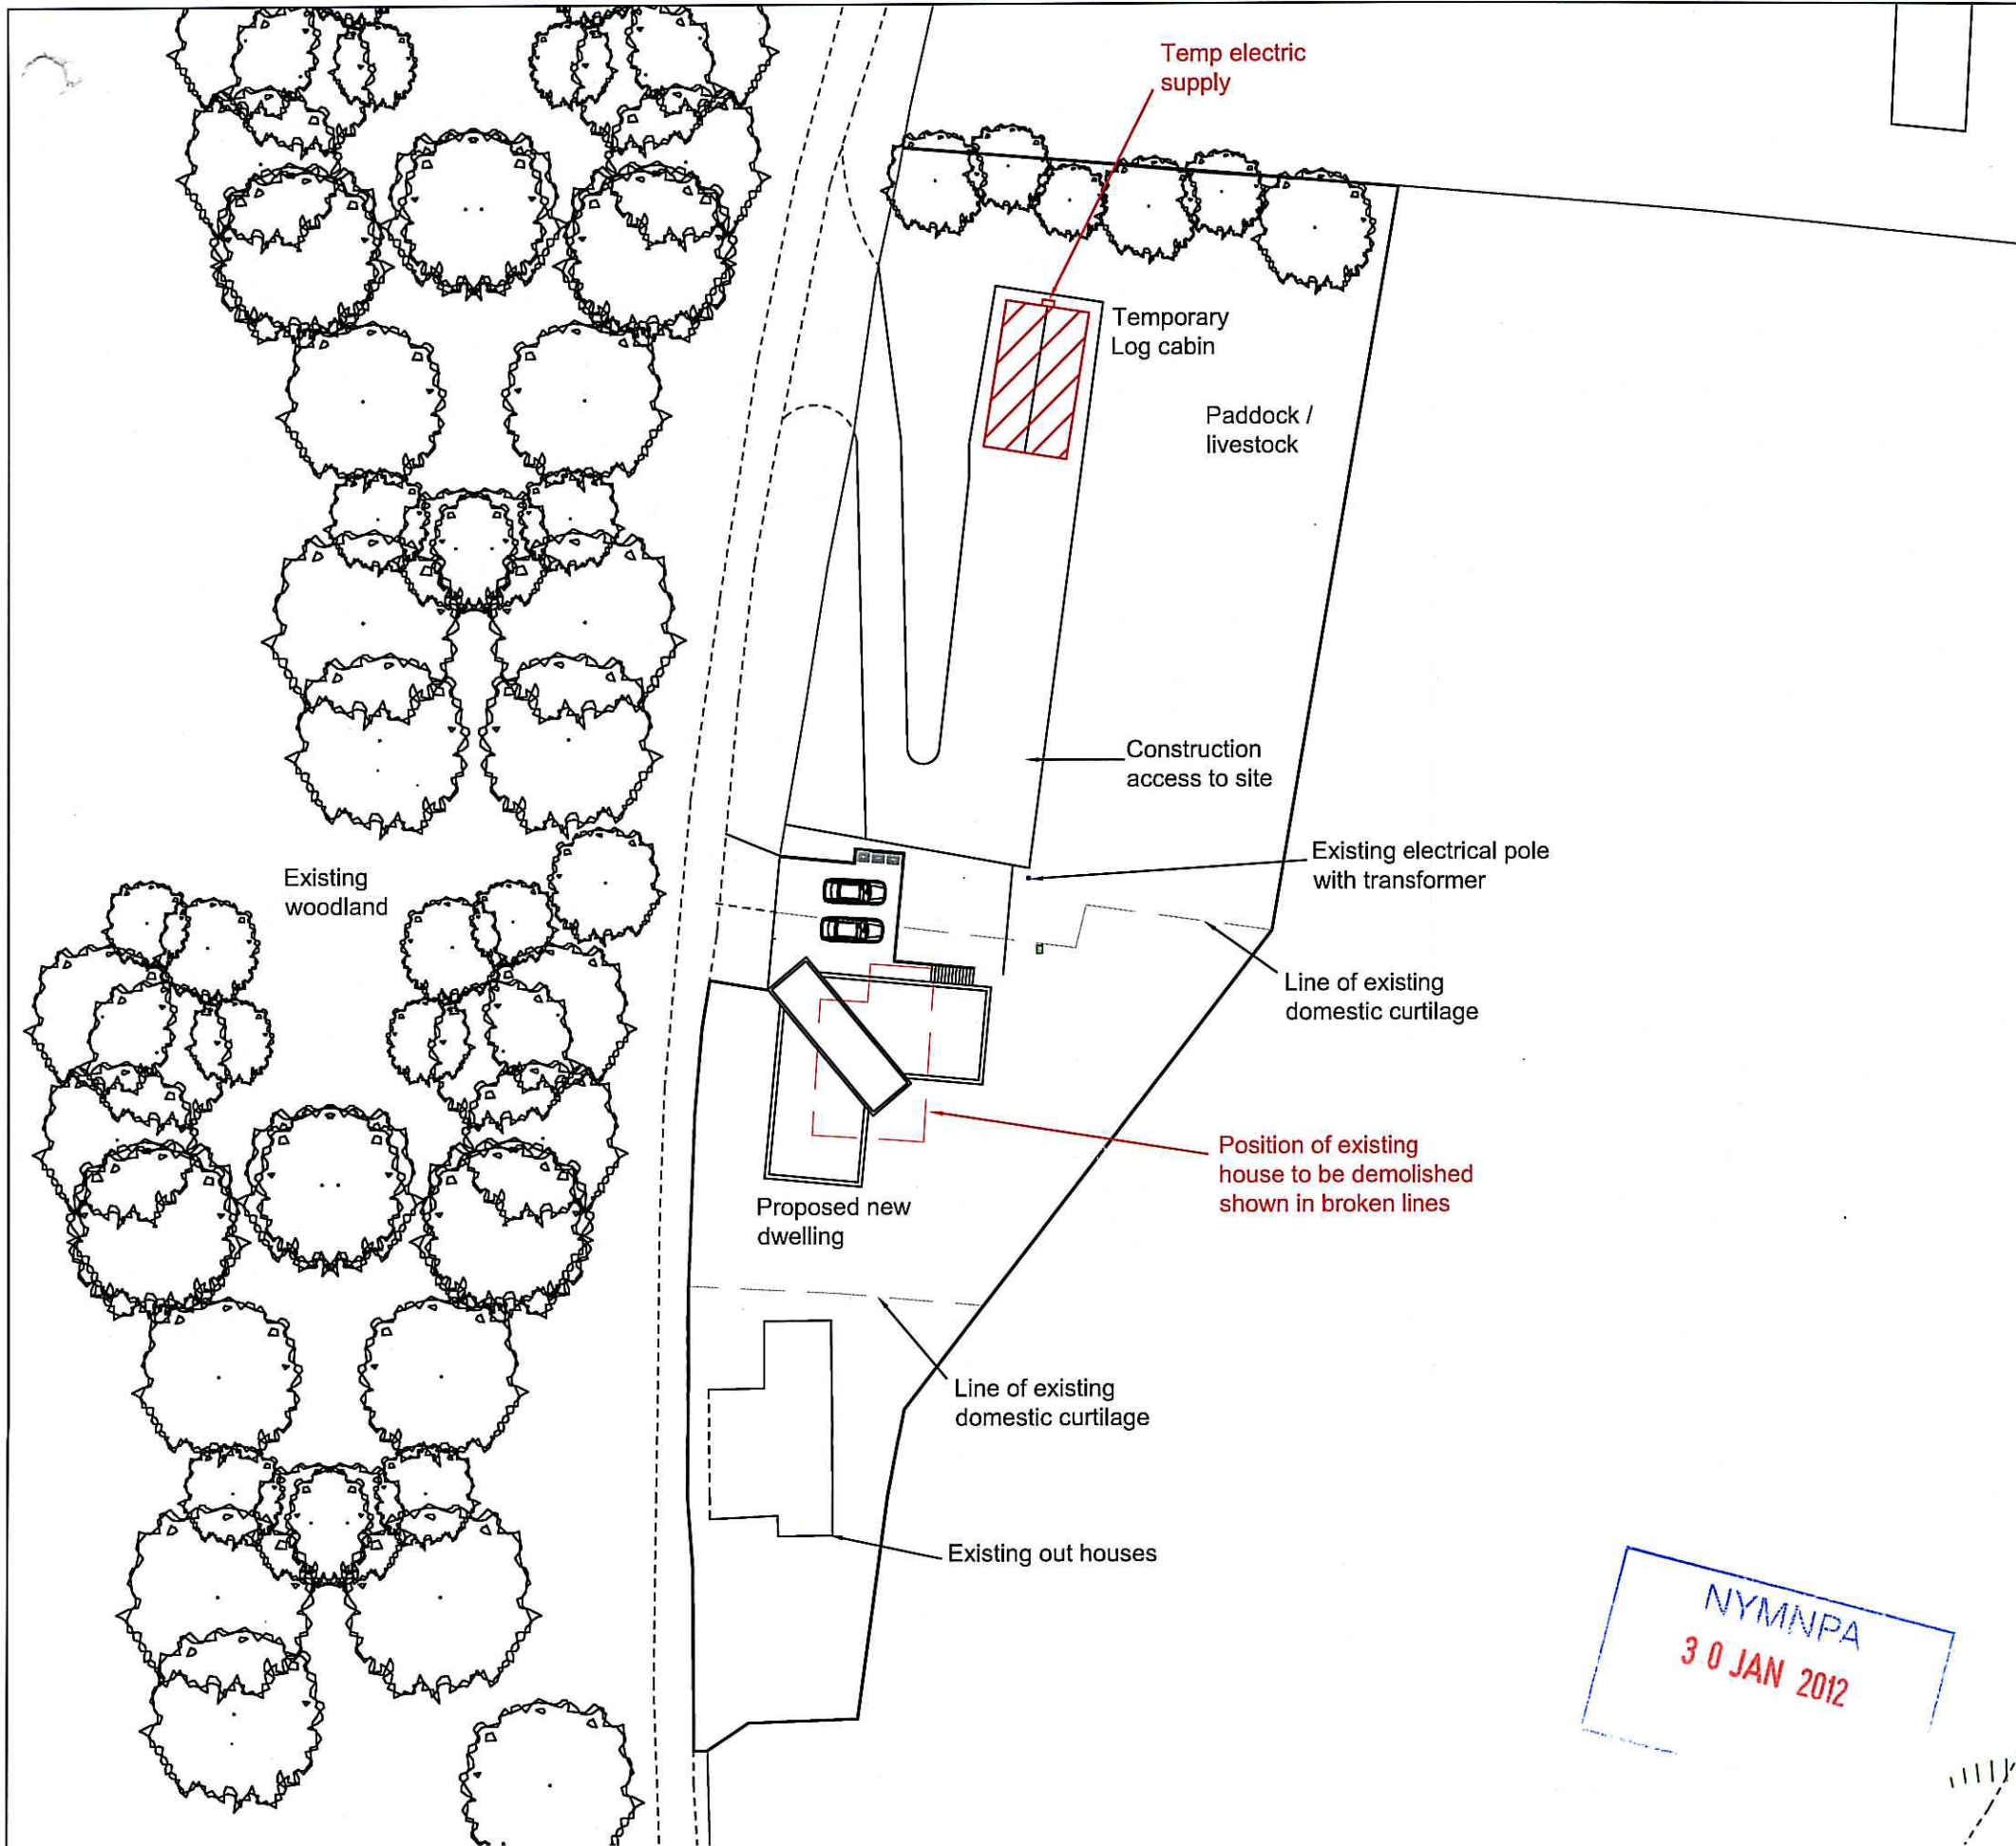 Temp electric
supply
Temporary
Log cabin
Paddock /
livestock
Construction
access to site
Existing electrical pole
with transformer
Existing
woodland
Line of existing
domestic curtilage
Position of existing
house to be demolished
shown in broken lines
Proposed new
dwelling
Line of existing
domestic curtilage
Existing out houses
NYMNPA
30 JAN 2012